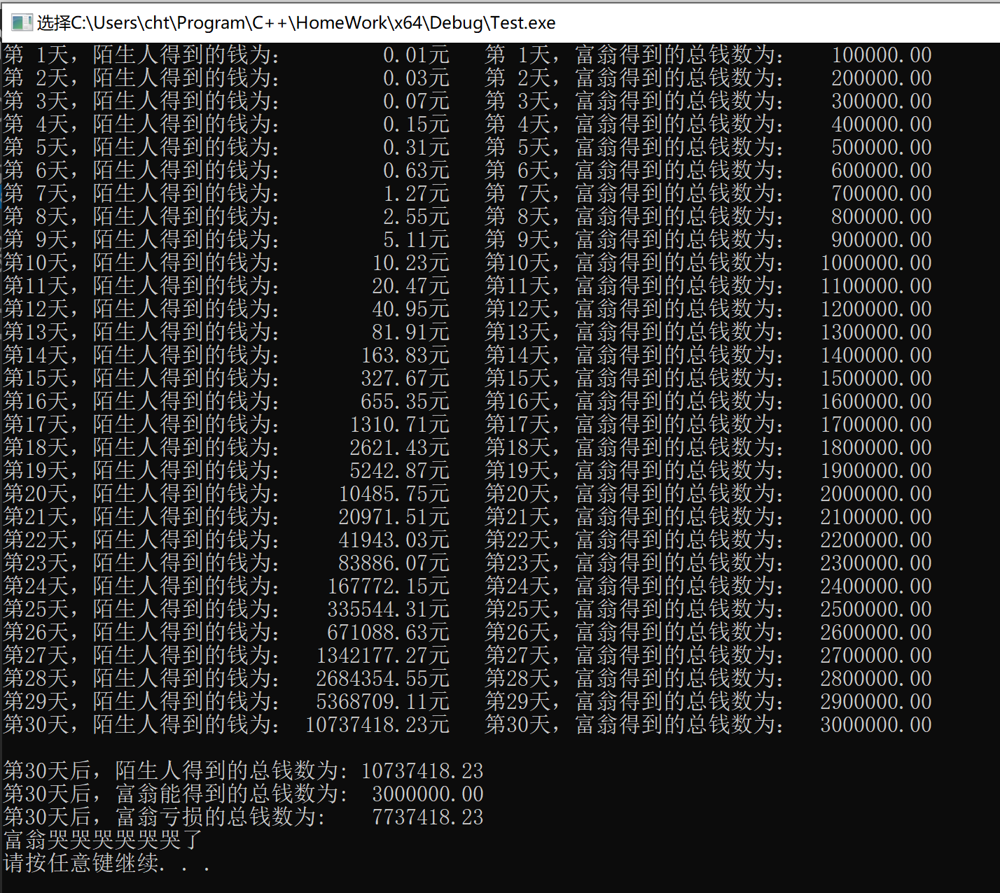 选择C:\Users\cht\Program\C++\HomeWork\x64\Debug\Test.exe
第 1天，陌生人得到的钱为： 0.01元 第 1天，富翁得到的总钱数为： 100000.00
第 2天，陌生人得到的钱为： 0.03元 第 2天，富翁得到的总钱数为： 200000.00
第 3天，陌生人得到的钱为： 0.07元 第 3天，富翁得到的总钱数为： 300000.00
第 4天，陌生人得到的钱为： 0.15元 第 4天，富翁得到的总钱数为： 400000.00
第 5天，陌生人得到的钱为： 0.31元 第 5天，富翁得到的总钱数为： 500000.00
第 6天，陌生人得到的钱为： 0.63元 第 6天，富翁得到的总钱数为： 600000.00
第 7天，陌生人得到的钱为： 1.27元 第 7天，富翁得到的总钱数为： 700000.00
第 8天，陌生人得到的钱为： 2.55元 第 8天，富翁得到的总钱数为： 800000.00
第 9天，陌生人得到的钱为： 5.11元 第 9天，富翁得到的总钱数为： 900000.00
第10天，陌生人得到的钱为： 10.23元 第10天，富翁得到的总钱数为： 1000000.00
第11天，陌生人得到的钱为： 20.47元 第11天，富翁得到的总钱数为： 1100000.00
第12天，陌生人得到的钱为： 40.95元 第12天，富翁得到的总钱数为： 1200000.00
第13天，陌生人得到的钱为： 81.91元 第13天，富翁得到的总钱数为： 1300000.00
第14天，陌生人得到的钱为： 163.83元 第14天，富翁得到的总钱数为： 1400000.00
第15天，陌生人得到的钱为： 327.67元 第15天，富翁得到的总钱数为： 1500000.00
第16天，陌生人得到的钱为： 655.35元 第16天，富翁得到的总钱数为： 1600000.00
第17天，陌生人得到的钱为： 1310.71元 第17天，富翁得到的总钱数为： 1700000.00
第18天，陌生人得到的钱为： 2621.43元 第18天，富翁得到的总钱数为： 1800000.00
第19天，陌生人得到的钱为： 5242.87元 第19天，富翁得到的总钱数为： 1900000.00
第20天，陌生人得到的钱为： 10485.75元 第20天，富翁得到的总钱数为： 2000000.00
第21天，陌生人得到的钱为： 20971.51元 第21天，富翁得到的总钱数为： 2100000.00
第22天，陌生人得到的钱为： 41943.03元 第22天，富翁得到的总钱数为： 2200000.00
第23天，陌生人得到的钱为： 83886.07元 第23天，富翁得到的总钱数为： 2300000.00
第24天，陌生人得到的钱为： 167772.15元 第24天，富翁得到的总钱数为： 2400000.00
第25天，陌生人得到的钱为： 335544.31元 第25天，富翁得到的总钱数为： 2500000.00
第26天，陌生人得到的钱为： 671088.63元 第26天，富翁得到的总钱数为： 2600000.00
第27天，陌生人得到的钱为： 1342177.27元 第27天，富翁得到的总钱数为： 2700000.00
第28天，陌生人得到的钱为： 2684354.55元 第28天，富翁得到的总钱数为： 2800000.00
第29天，陌生人得到的钱为： 5368709.11元 第29天，富翁得到的总钱数为： 2900000.00
第30天，陌生人得到的钱为： 10737418.23元 第30天，富翁得到的总钱数为： 3000000.00
第30天后，陌生人得到的总钱数为: 10737418.23
第30天后，富翁能得到的总钱数为: 3000000.00
第30天后，富翁亏损的总钱数为: 7737418.23
富翁哭哭哭哭哭哭了
请按任意键继续. . .